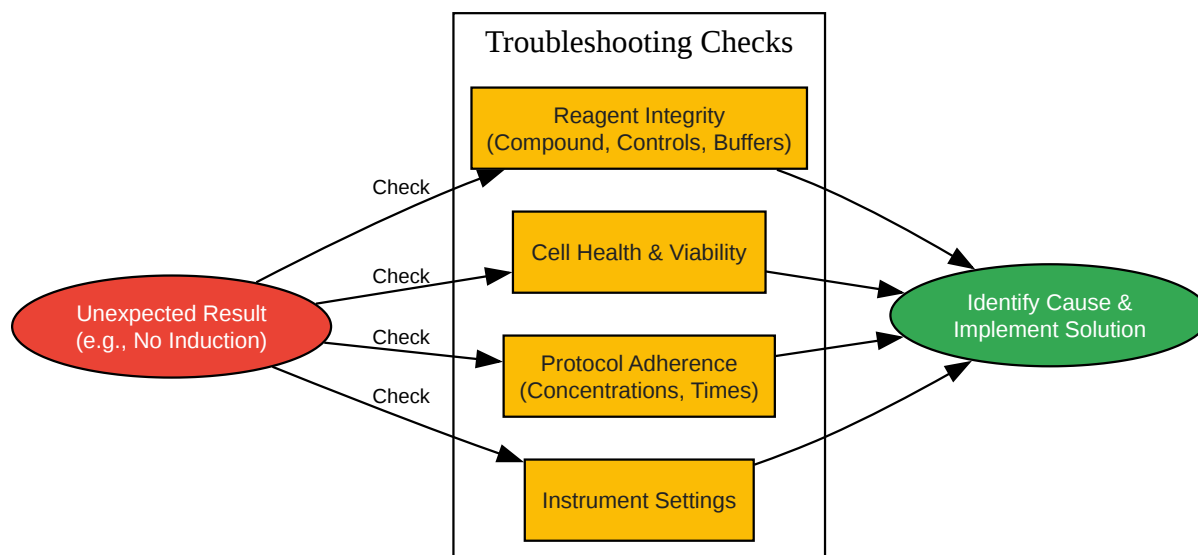 Troubleshooting Checks
Reagent Integrity
(Compound, Controls, Buffers)
Check
Cell Health & Viability
Check
Unexpected Result
(e.g., No Induction)
Identify Cause &
Implement Solution
Check
Protocol Adherence
(Concentrations, Times)
Check
Instrument Settings